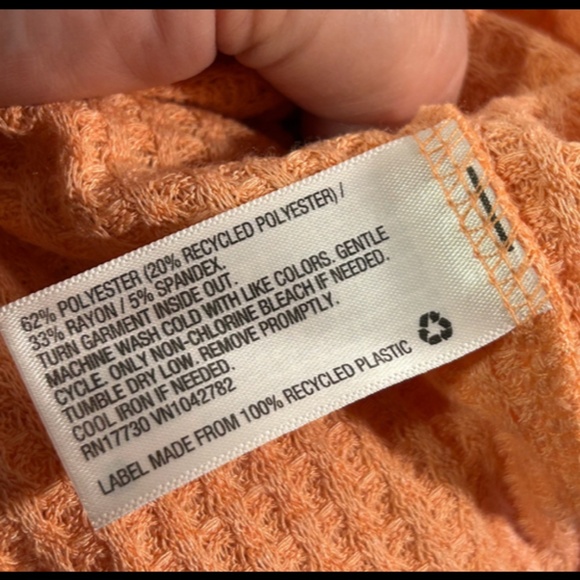 62% POLYESTER (20% RECYCLED POLYESTER) /
33% RAYON / 5% SPANDEX.
TURN GARMENT INSIDE OUT.
MACHINE WASH COLD WITH LIKE COLORS. GENTLE
CYCLE. ONLY NON-CHLORINE BLEACH IF NEEDED.
TUMBLE DRY LOW. REMOVE PROMPTLY.
COOL IRON IF NEEDED.
RN17730 VN1042782
LABEL MADE FROM 100% RECYCLED PLASTIC